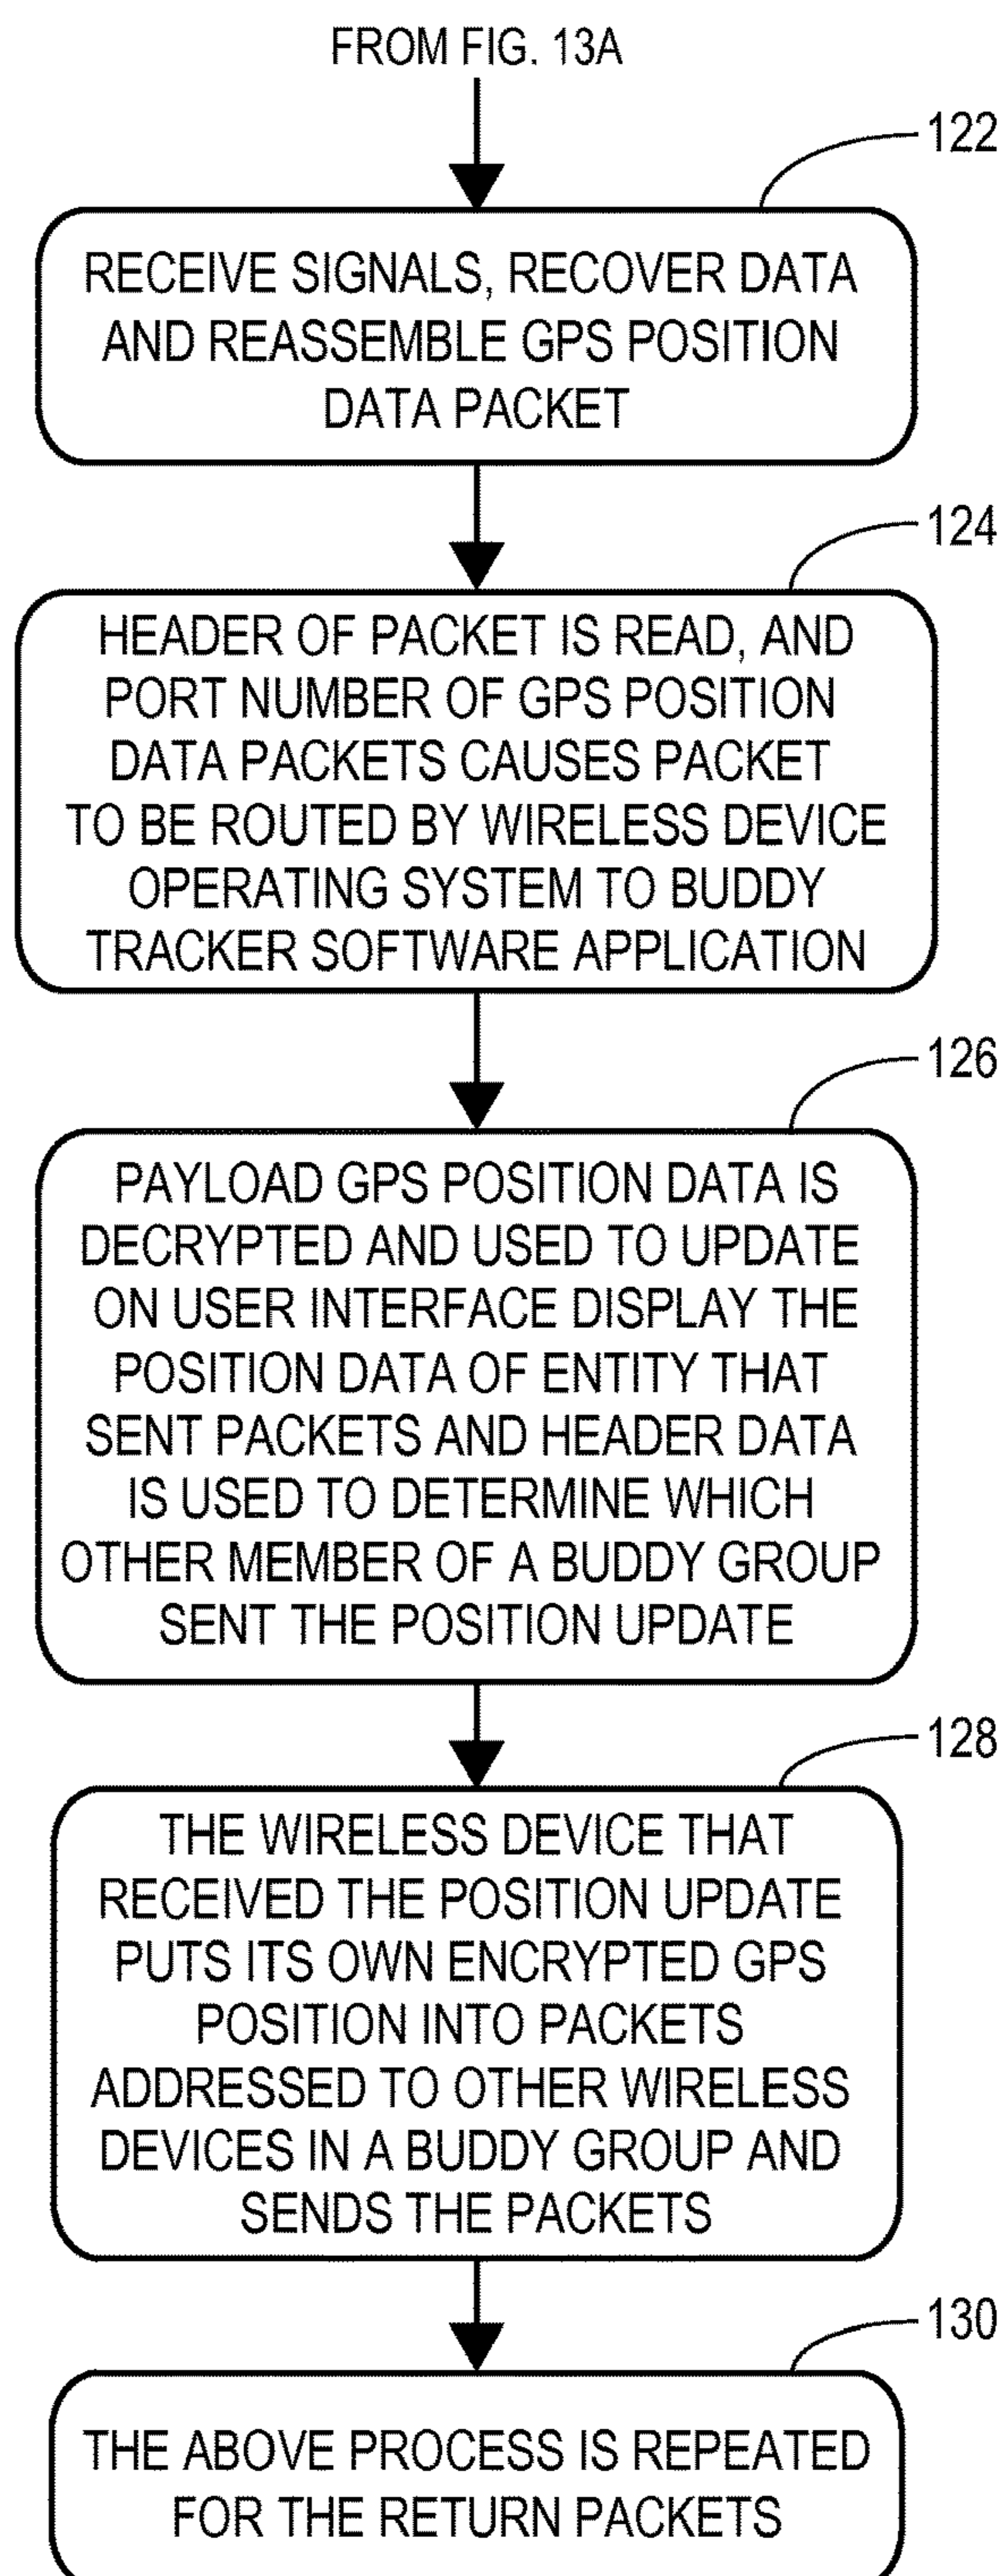 FROM FIG. 13A
122
RECEIVE SIGNALS, RECOVER DATA
AND REASSEMBLE GPS POSITION
DATA PACKET
124
HEADER OF PACKET IS READ, AND
PORT NUMBER OF GPS POSITION
DATA PACKETS CAUSES PACKET
TO BE ROUTED BY WIRELESS DEVICE
OPERATING SYSTEM TO BUDDY
TRACKER SOFTWARE APPLICATION
126
PAYLOAD GPS POSITION DATA IS
DECRYPTED AND USED TO UPDATE
ON USER INTERFACE DISPLAY THE
POSITION DATA OF ENTITY THAT
SENT PACKETS AND HEADER DATA
IS USED TO DETERMINE WHICH
OTHER MEMBER OF A BUDDY GROUP
SENT THE POSITION UPDATE
128
THE WIRELESS DEVICE THAT
RECEIVED THE POSITION UPDATE
PUTS ITS OWN ENCRYPTED GPS
POSITION INTO PACKETS
ADDRESSED TO OTHER WIRELESS
DEVICES IN A BUDDY GROUP AND
SENDS THE PACKETS
130
THE ABOVE PROCESS IS REPEATED
FOR THE RETURN PACKETS